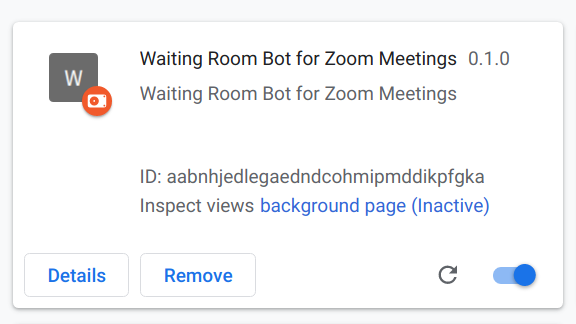 W
Waiting Room Bot for Zoom Meetings 0.1.0
Waiting Room Bot for Zoom Meetings
ID: aabnhjedlegaedndcohmipmddikpfgka
Inspect views background page (Inactive)
Details Remove